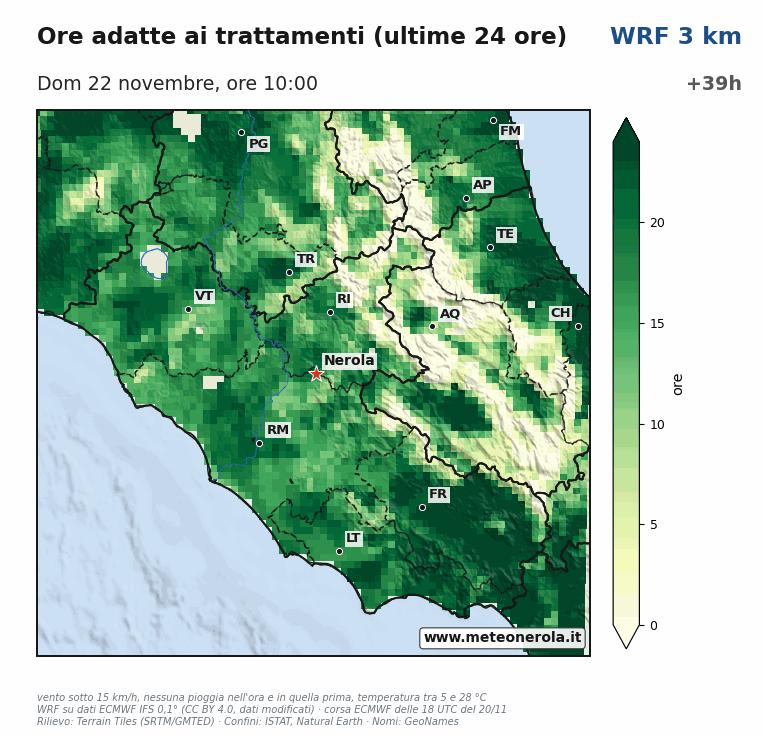 Ore adatte ai trattamenti (ultime 24 ore) WRF 3 km
Dom 22 novembre, ore 10:00 +39h
FM
PG
AP
TE
TR
VT
RI
AQ
CH
Nerola
RM
FR
LT
www.meteonerola.it
20
15
10
5
0
ore
vento sotto 15 km/h, nessuna pioggia nell'ora e in quella prima, temperatura tra 5 e 28 °C
WRF su dati ECMWF IFS 0,1° (CC BY 4.0, dati modificati) · corsa ECMWF delle 18 UTC del 20/11
Rilievo: Terrain Tiles (SRTM/GMTED) · Confini: ISTAT, Natural Earth · Nomi: GeoNames